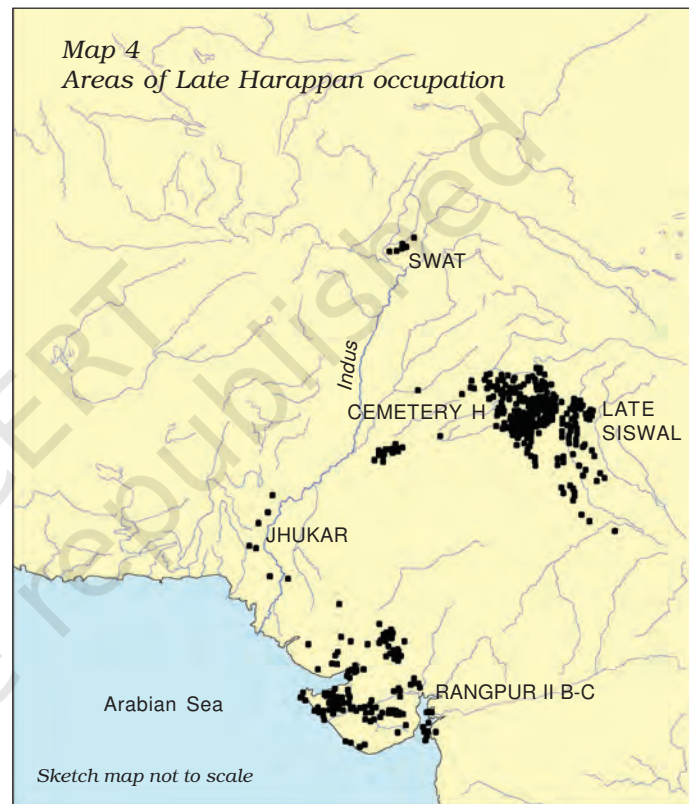 Map 4
Areas of Late Harappan occupation
SWAT
Indus
CEMETERY H
LATE
SISWAL
JHUKAR
RANGPUR II B-C
Arabian Sea
Sketch map not to scale
republished